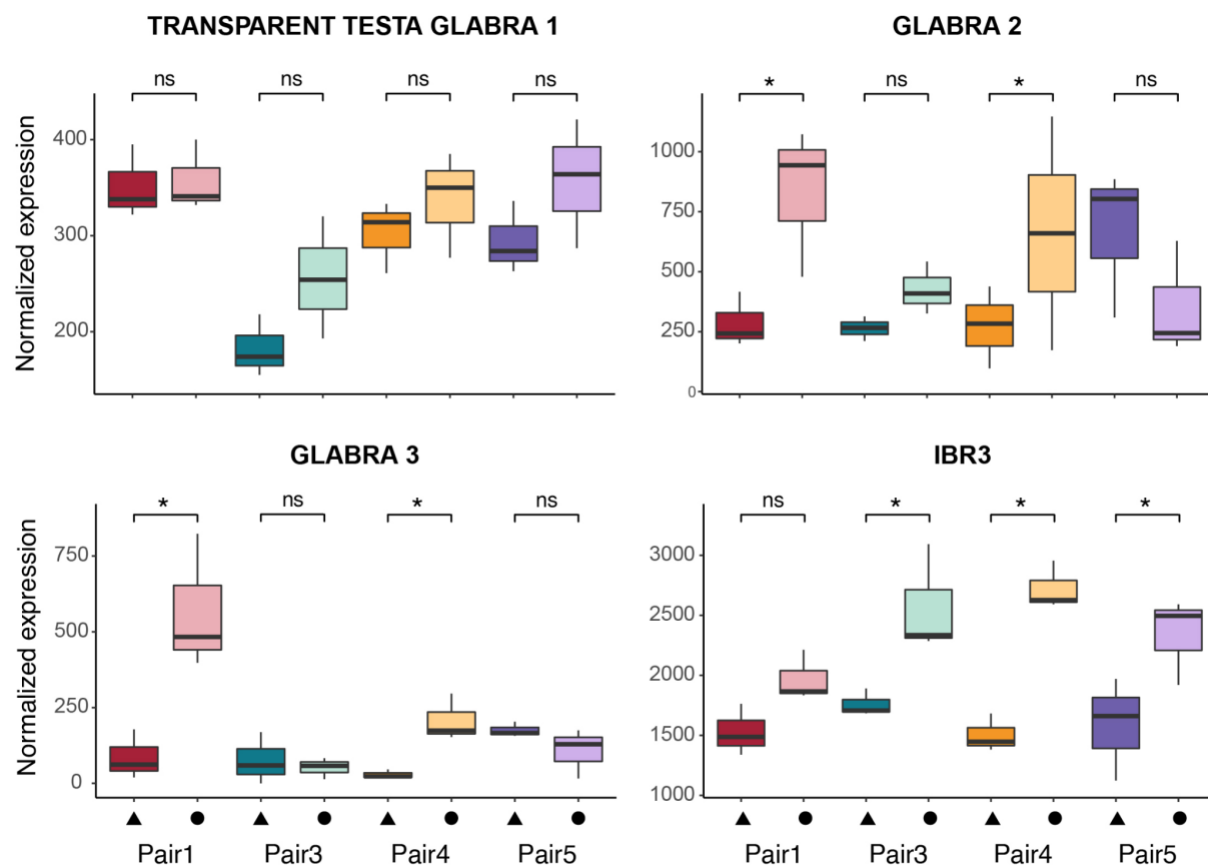 TRANSPARENT TESTA GLABRA 1
GLABRA 2
ns ns ns ns
* ns * ns
Normalized expression
400
300
200
1000
750
500
250
0
GLABRA 3
IBR3
* ns * ns
ns * * *
Normalized expression
750
500
250
0
3000
2500
2000
1500
1000
Pair1 Pair3 Pair4 Pair5
Pair1 Pair3 Pair4 Pair5